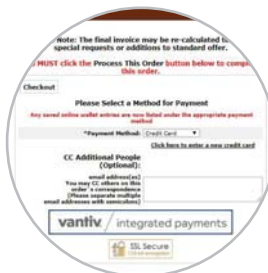 Note: The final invoice may be re-calculated
special requests or additions to standard offer.
MUST click the Process This Order button below to
this order.
Checkout
Please Select a Method for Payment
Any saved online wallet entries are now listed under the appropriate payment
method
*Payment Method: Credit Card
Click here to enter a new credit card
CC Additional People
(Optional):
email address(es)
You may CC others on this
order's correspondence
(Please separate multiple
email addresses with semicolons)
vantiv / integrated payments
SSL Secure